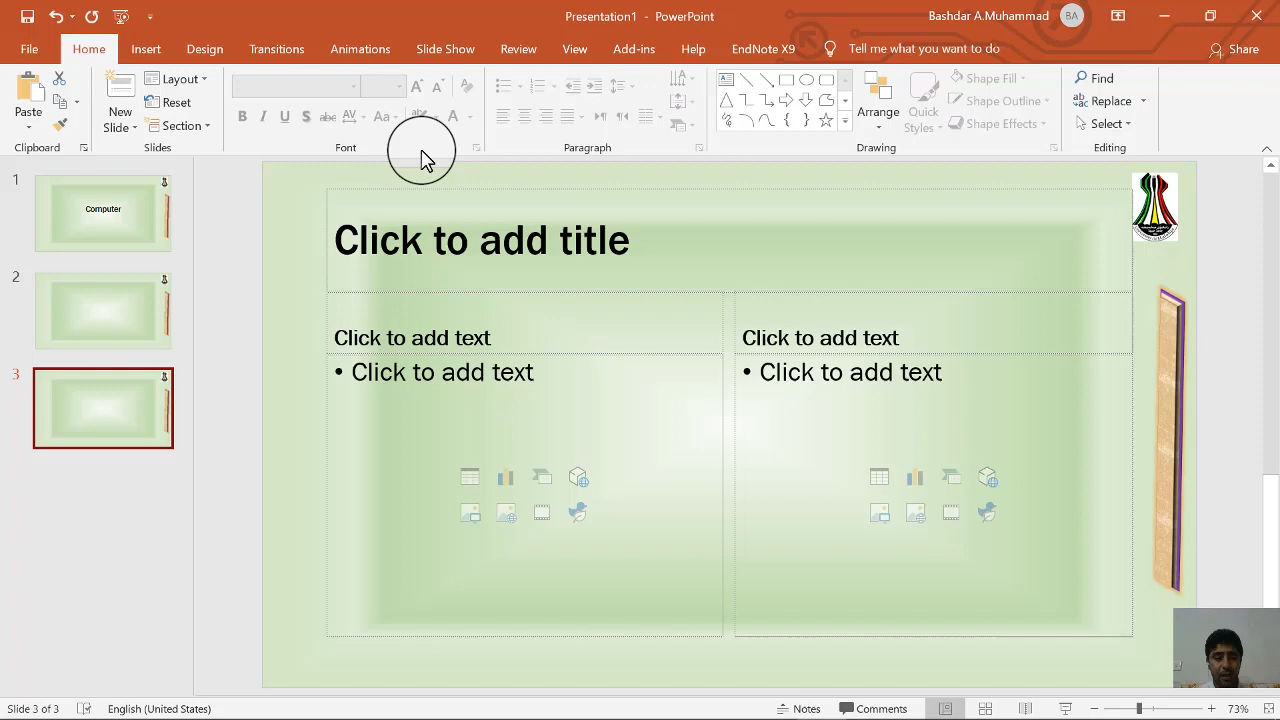 Presentation1 - PowerPoint
Bashdar A.Muhammad
BA
File Home Insert Design Transitions Animations Slide Show Review View Add-ins Help EndNote X9 Tell me what you want to do Share
Paste
New
Slide
Layout
Reset
Section
B I U S abc AV Aa A
Arrange
Quick
Styles
Shape Fill
Shape Outline
Shape Effects
Find
Replace
Select
Clipboard Slides Font Paragraph Drawing Editing
1
Computer
2
3
Click to add title
Click to add text
• Click to add text
Click to add text
• Click to add text
Slide 3 of 3 English (United States) Notes Comments 73%